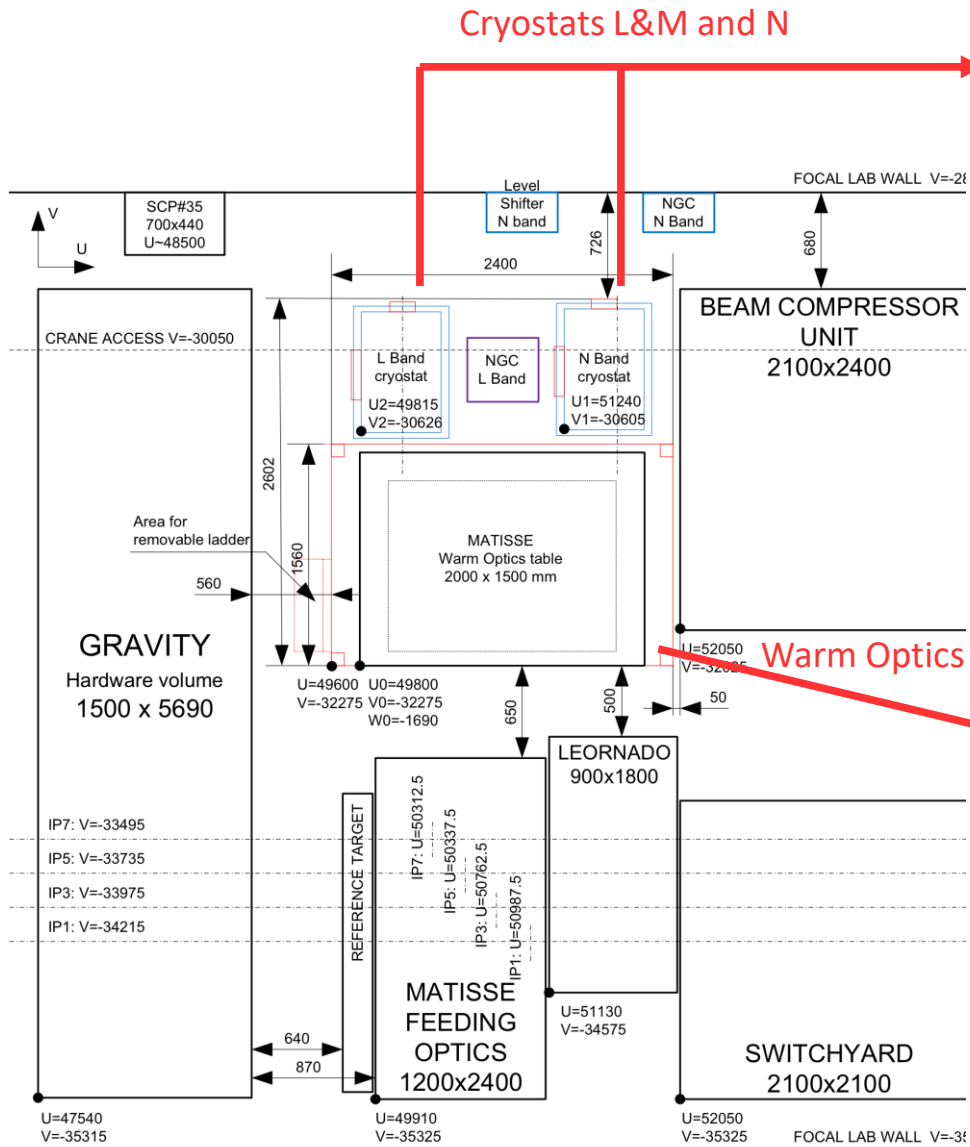 Cryostats L&M and N
FOCAL LAB WALL V=-28
Level
Shifter
N band
NGC
N Band
SCP#35
700x440
U~48500
V
U
726
680
2400
BEAM COMPRESSOR
UNIT
2100x2400
CRANE ACCESS V=-30050
L Band
cryostat
U2=49815
V2=-30626
NGC
L Band
N Band
cryostat
U1=51240
V1=-30605
2602
1560
Area for
removable ladder
560
MATISSE
Warm Optics table
2000 x 1500 mm
GRAVITY
Hardware volume
1500 x 5690
U=49600
V=-32275
U0=49800
V0=-32275
W0=-1690
650
500
U=52050
Warm Optics
50
LEORNADO
900x1800
REFERENCE TARGET
IP7: U=50312.5
IP5: U=50337.5
IP3: U=50762.5
IP1: U=50987.5
IP7: V=-33495
IP5: V=-33735
IP3: V=-33975
IP1: V=-34215
MATISSE
FEEDING
OPTICS
1200x2400
U=51130
V=-34575
640
870
SWITCHYARD
2100x2100
U=47540
V=-35315
U=49910
V=-35325
U=52050
V=-35325
FOCAL LAB WALL V=-35